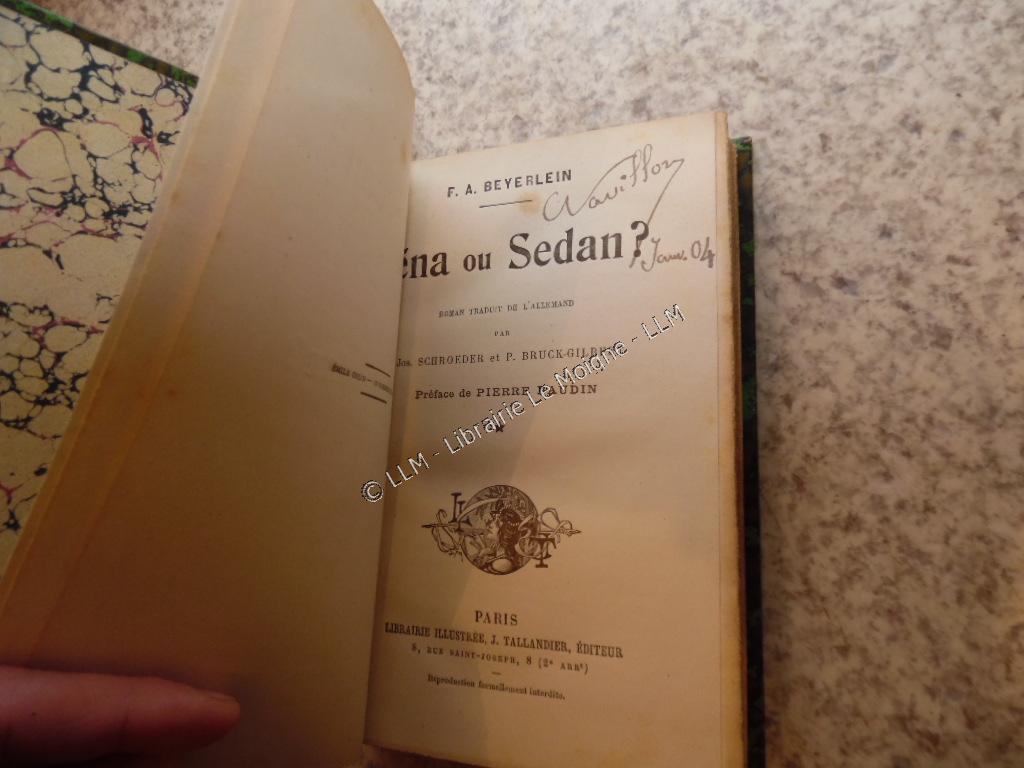 F. A. BEYERLEIN
éna ou Sedan?
Janv. 04
ROMAN TRADUIT DE L'ALLEMAND
PAR
Jos. SCHROEDER et P. BRUCK-GILBE
Préface de PIERRE BAUDIN
© LLM - Librairie Le Moigne - LLM
PARIS
LIBRAIRIE ILLUSTRÉE, J. TALLANDIER, ÉDITEUR
8, RUE SAINT-JOSEPH, 8 (2e ARRt)
Reproduction formellement interdite.